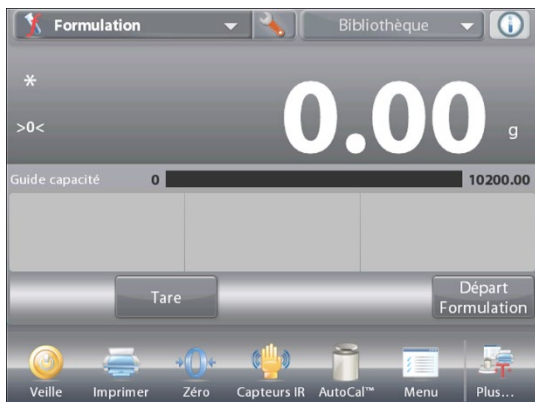 Formulation
Bibliothèque
*
>0<
0.00 g
Guide capacité 0 10200.00
Tare
Départ
Formulation
Veille Imprimer Zéro Capteurs IR AutoCal™ Menu Plus...